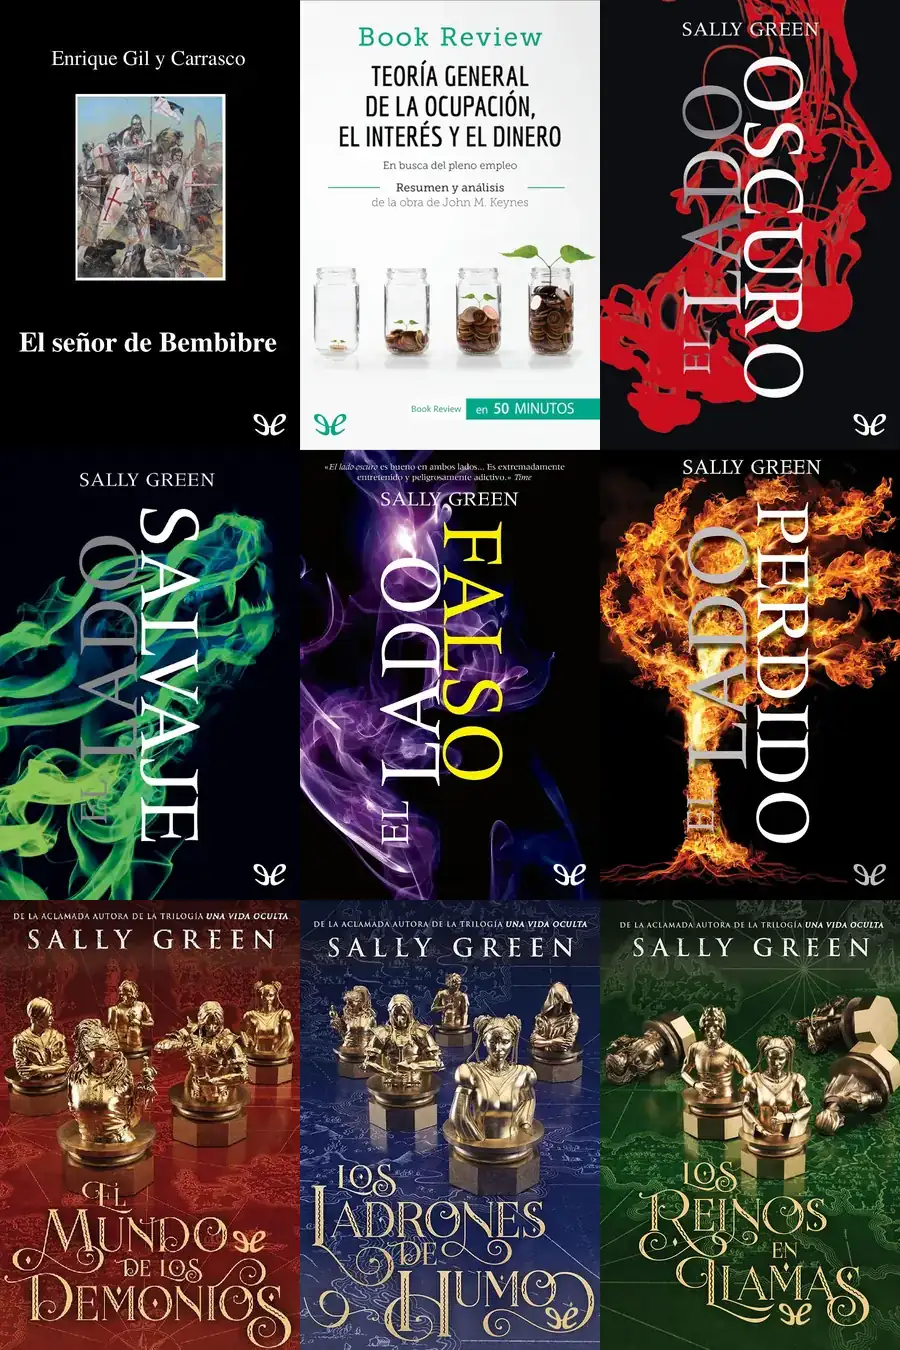 Enrique Gil y Carrasco
El señor de Bembibre
Book Review
TEORÍA GENERAL
DE LA OCUPACIÓN,
EL INTERÉS Y EL DINERO
En busca del pleno empleo
Resumen y análisis
de la obra de John M. Keynes
Book Review en 50 MINUTOS
SALLY GREEN
EL LADO
OSCURO
SALLY GREEN
EL LADO
SALVAJE
«El lado oscuro es bueno en ambos lados... Es extremadamente
entretenido y peligrosamente adictivo.» Time
SALLY GREEN
EL LADO
FALSO
SALLY GREEN
EL LADO
PERDIDO
DE LA ACLAMADA AUTORA DE LA TRILOGÍA UNA VIDA OCULTA
SALLY GREEN
EL
MUNDO
DE LOS
DEMONIOS
DE LA ACLAMADA AUTORA DE LA TRILOGÍA UNA VIDA OCULTA
SALLY GREEN
LOS
LADRONES
DE
HUMO
DE LA ACLAMADA AUTORA DE LA TRILOGÍA UNA VIDA OCULTA
SALLY GREEN
LOS
REINOS
EN
LLAMAS